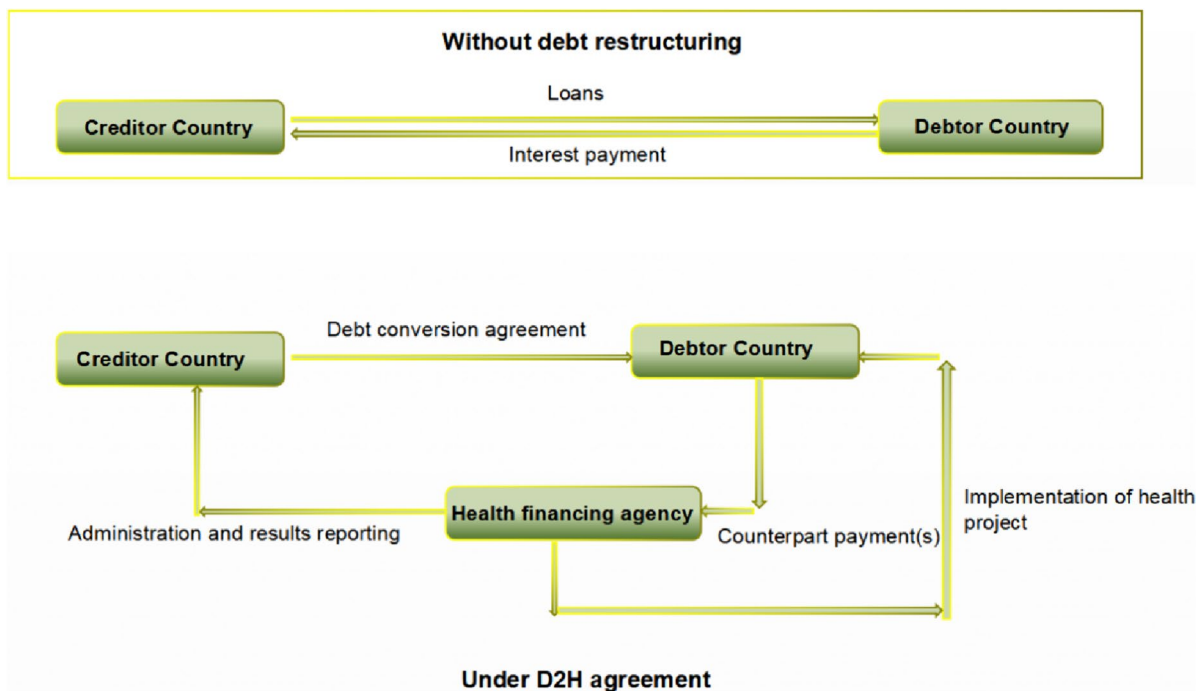 Without debt restructuring
Loans
Creditor Country
Debtor Country
Interest payment
Debt conversion agreement
Creditor Country
Debtor Country
Health financing agency
Implementation of health
project
Administration and results reporting
Counterpart payment(s)
Under D2H agreement